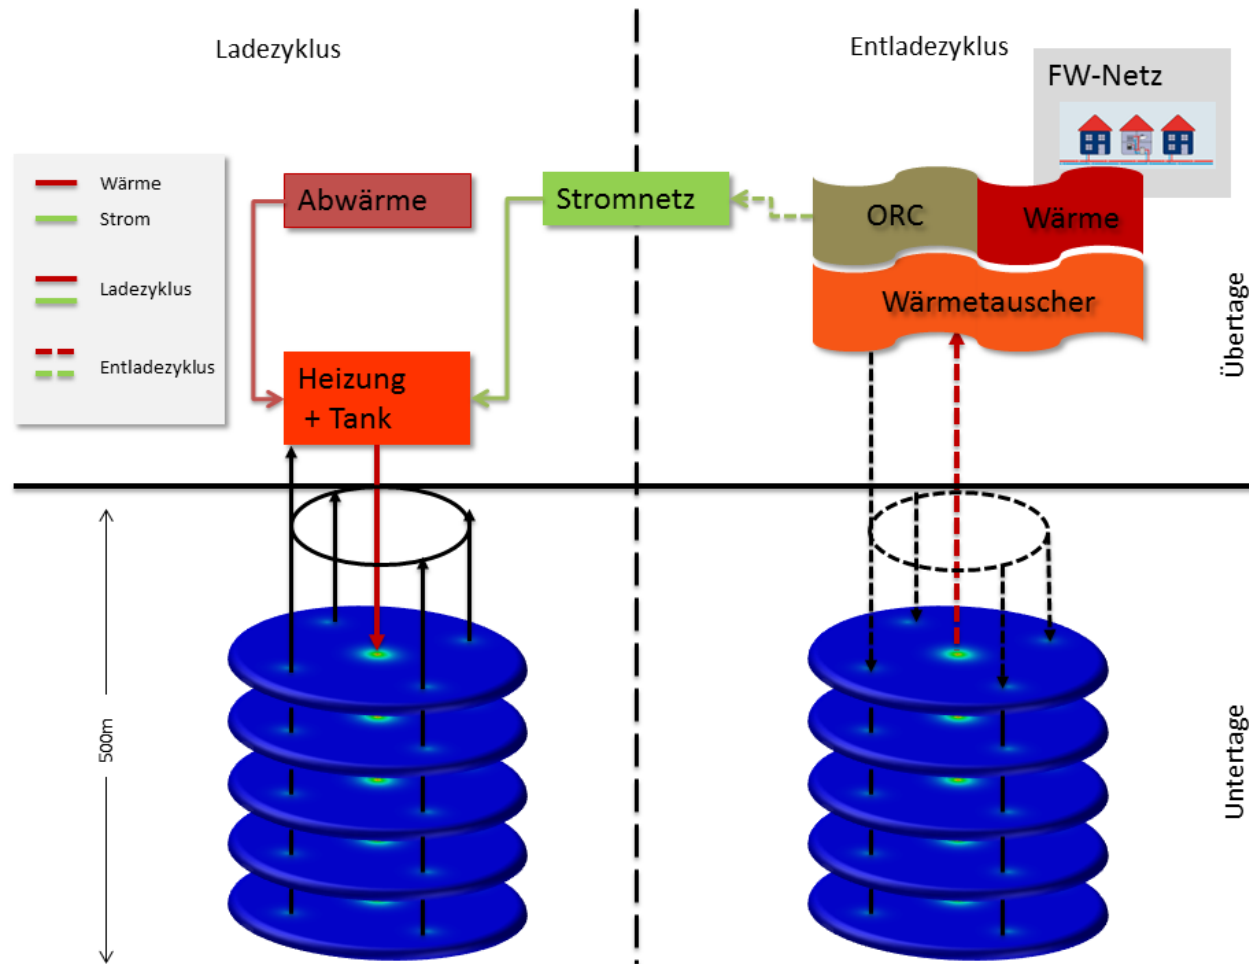 Ladezyklus
Entladezyklus
FW-Netz
Wärme
Strom
Ladezyklus
Entladezyklus
Abwärme
Stromnetz
ORC
Wärme
Wärmetauscher
Heizung
+ Tank
Übertage
500m
Untertage